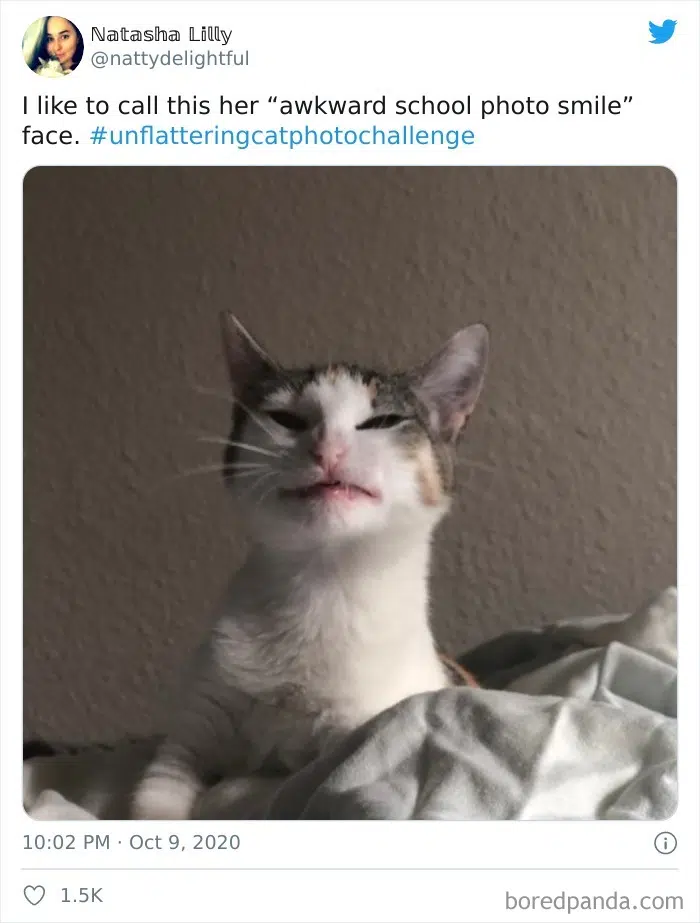 Natasha Lilly
@nattydelightful
I like to call this her “awkward school photo smile”
face. #unflatteringcatphotochallenge
10:02 PM · Oct 9, 2020
1.5K
boredpanda.com